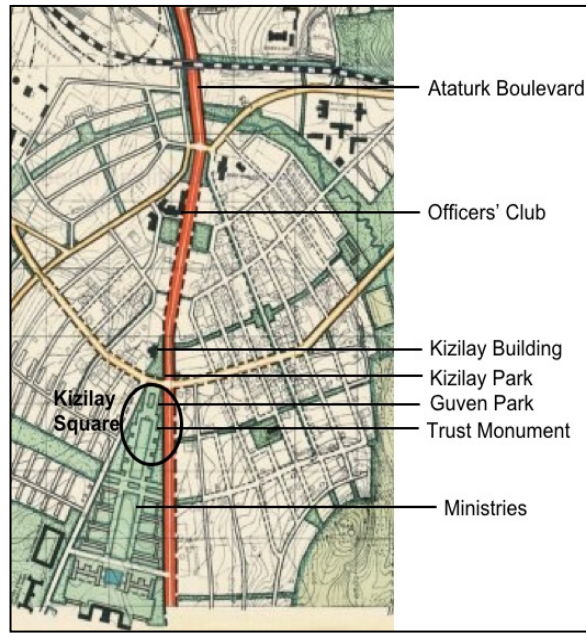 Ataturk Boulevard
Officers' Club
Kizilay Building
Kizilay Park
Kizilay
Square
Guven Park
Trust Monument
Ministries